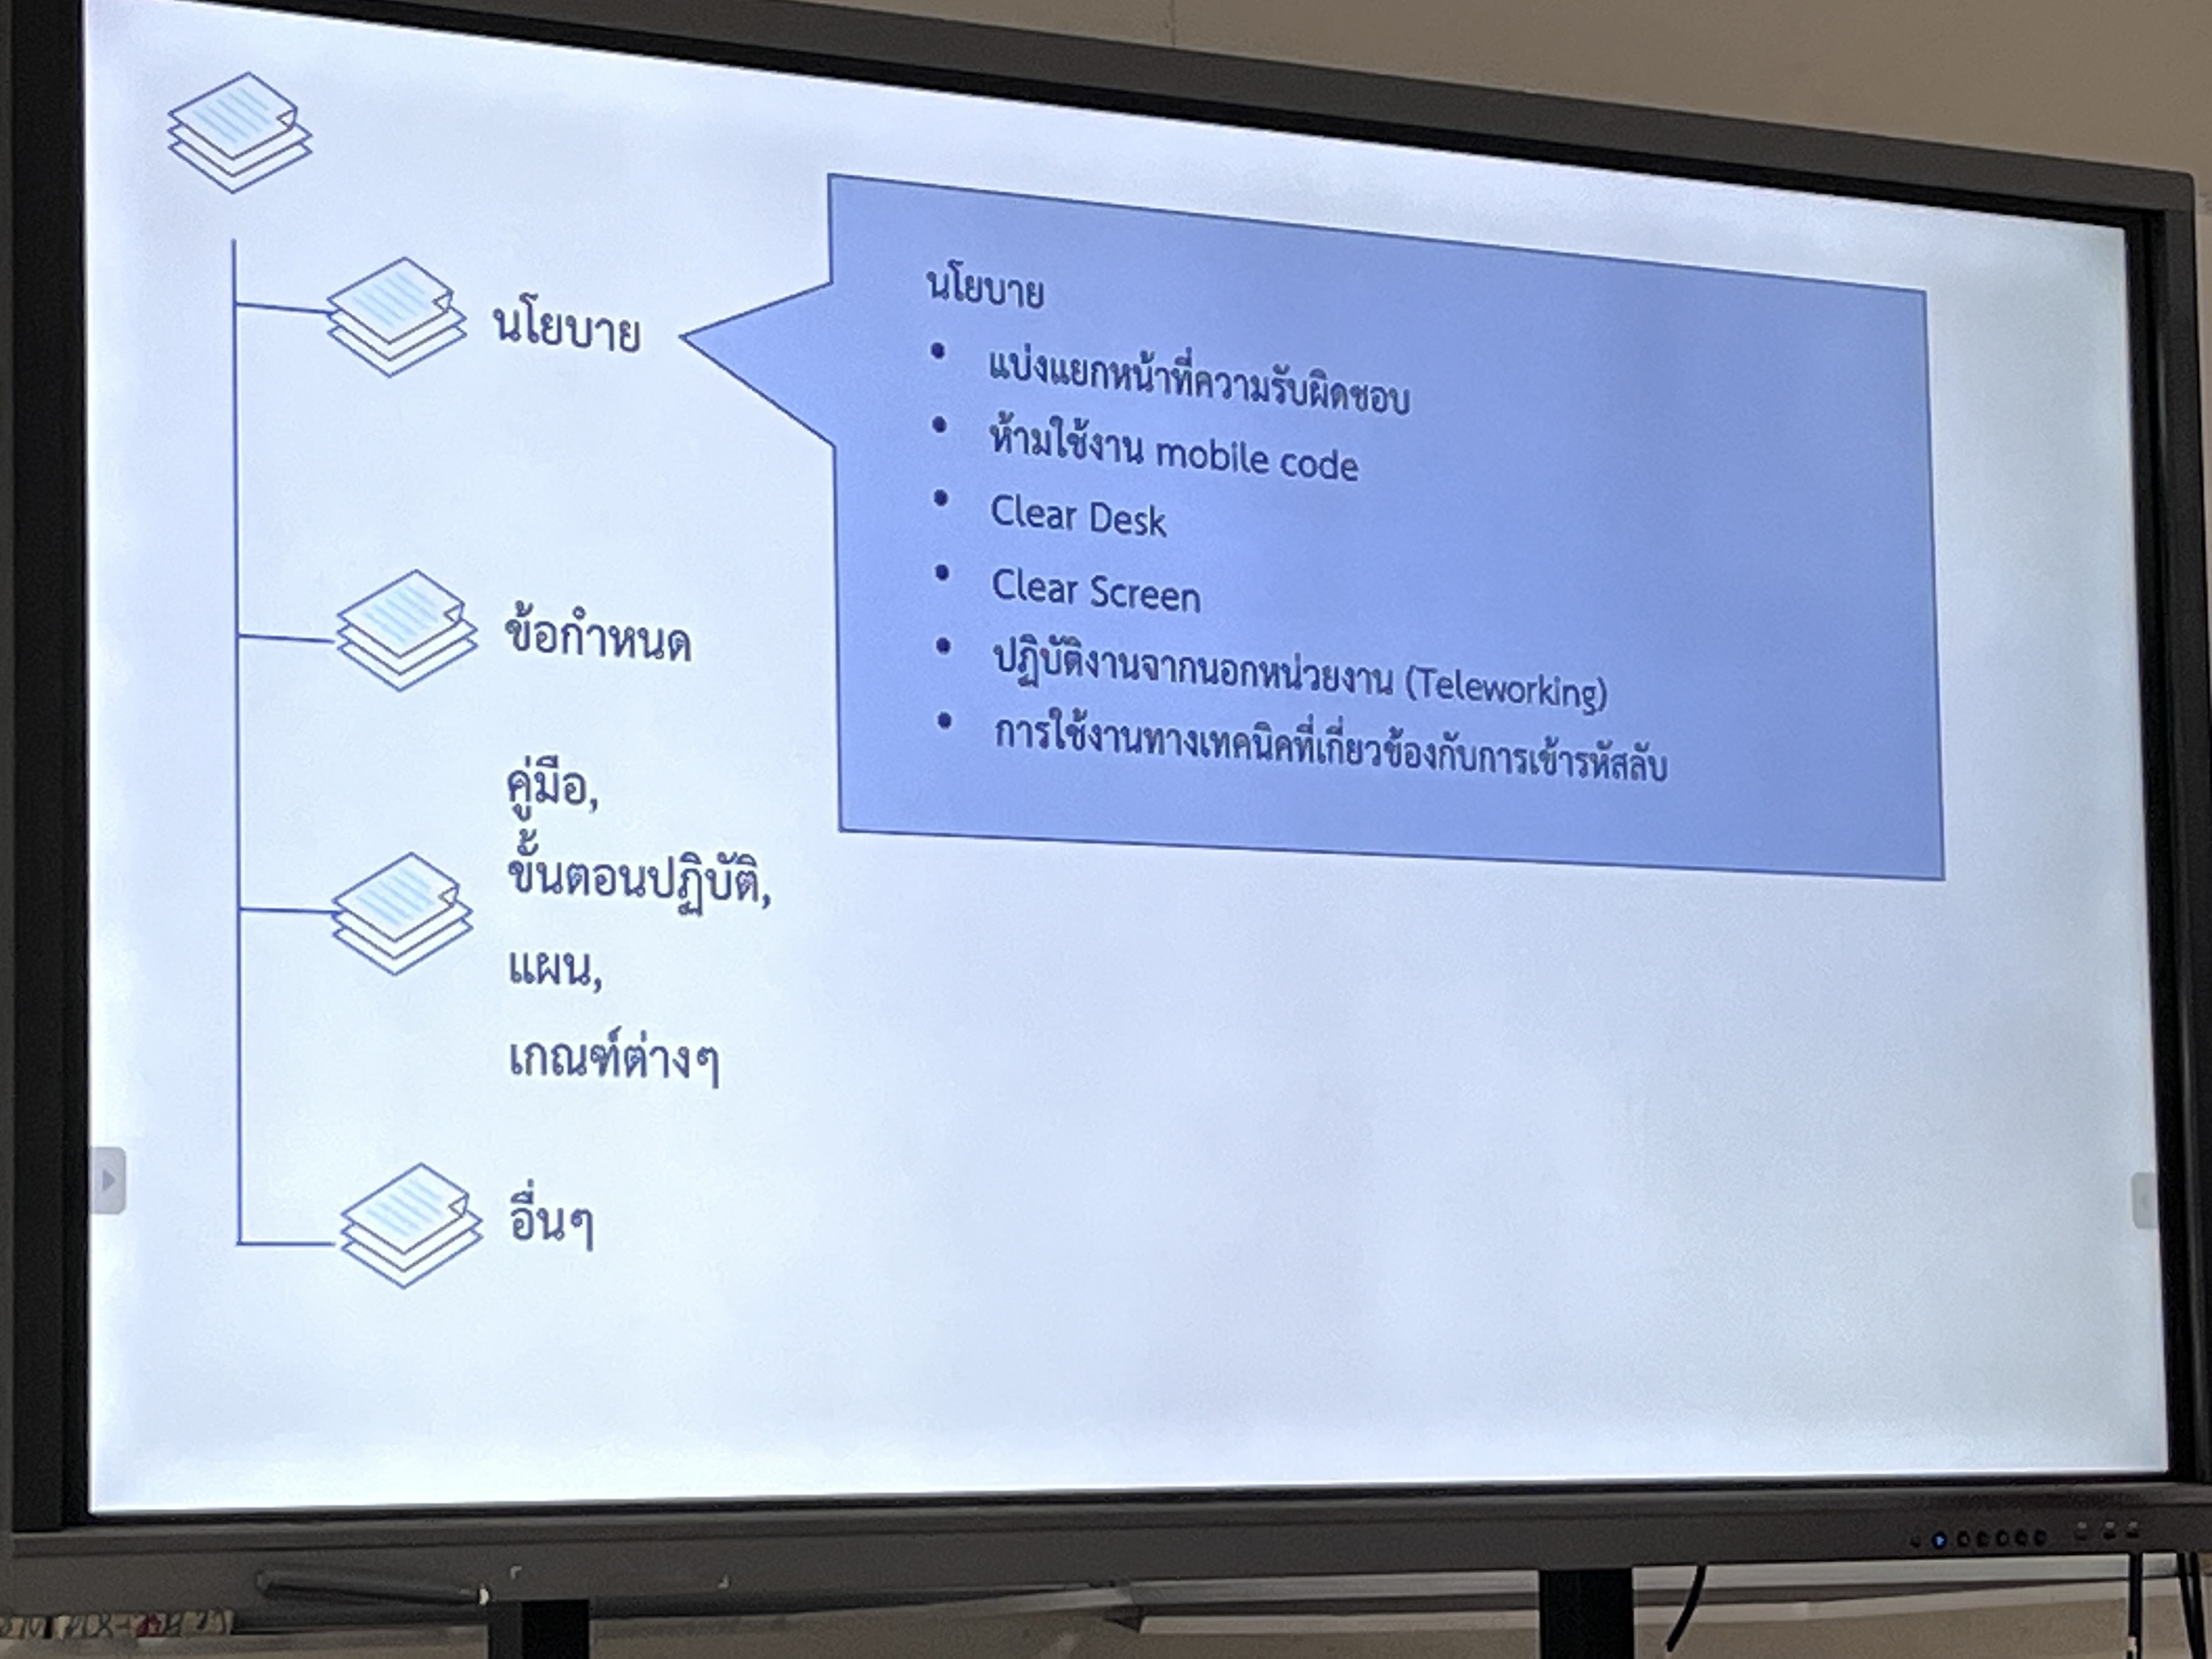 นโยบาย
นโยบาย
แบ่งแยกหน้าที่ความรับผิดชอบ
ห้ามใช้งาน mobile code
Clear Desk
Clear Screen
ปฏิบัติงานจากนอกหน่วยงาน (Teleworking)
การใช้งานทางเทคนิคที่เกี่ยวข้องกับการเข้ารหัสลับ
ข้อกำหนด
คู่มือ,
ขั้นตอนปฏิบัติ,
แผน,
เกณฑ์ต่างๆ
อื่นๆ